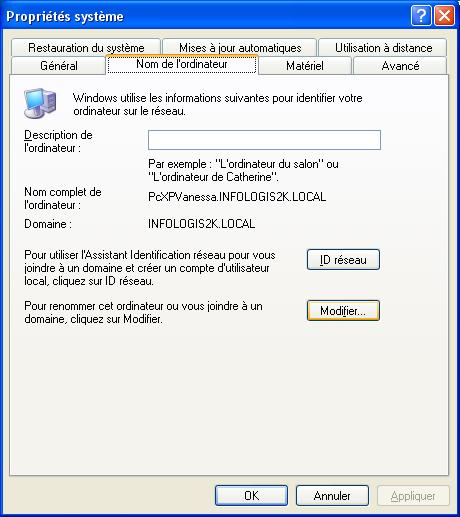 Propriétés système
Restauration du système Mises à jour automatiques Utilisation à distance
Général Nom de l'ordinateur Matériel Avancé
Windows utilise les informations suivantes pour identifier votre
ordinateur sur le réseau.
Description de
l'ordinateur :
Par exemple : "L'ordinateur du salon" ou
"L'ordinateur de Catherine".
Nom complet de
l'ordinateur :
PcXPVanessa.INFOLOGIS2K.LOCAL
Domaine :
INFOLOGIS2K.LOCAL
Pour utiliser l'Assistant Identification réseau pour vous
joindre à un domaine et créer un compte d'utilisateur
local, cliquez sur ID réseau.
ID réseau
Pour renommer cet ordinateur ou vous joindre à un
domaine, cliquez sur Modifier.
Modifier...
OK Annuler Appliquer